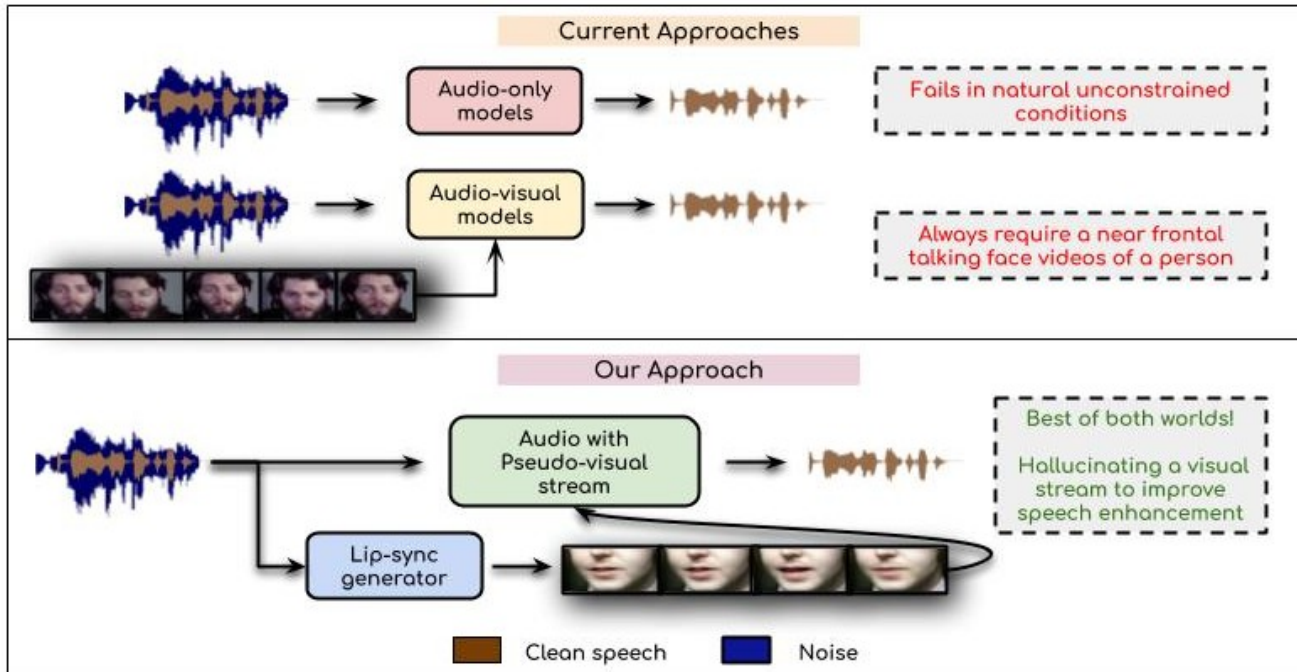 Current Approaches
Audio-only
models
Fails in natural unconstrained
conditions
Audio-visual
models
Always require a near frontal
talking face videos of a person
Our Approach
Audio with
Pseudo-visual
stream
Best of both worlds!
Hallucinating a visual
stream to improve
speech enhancement
Lip-sync
generator
Clean speech
Noise